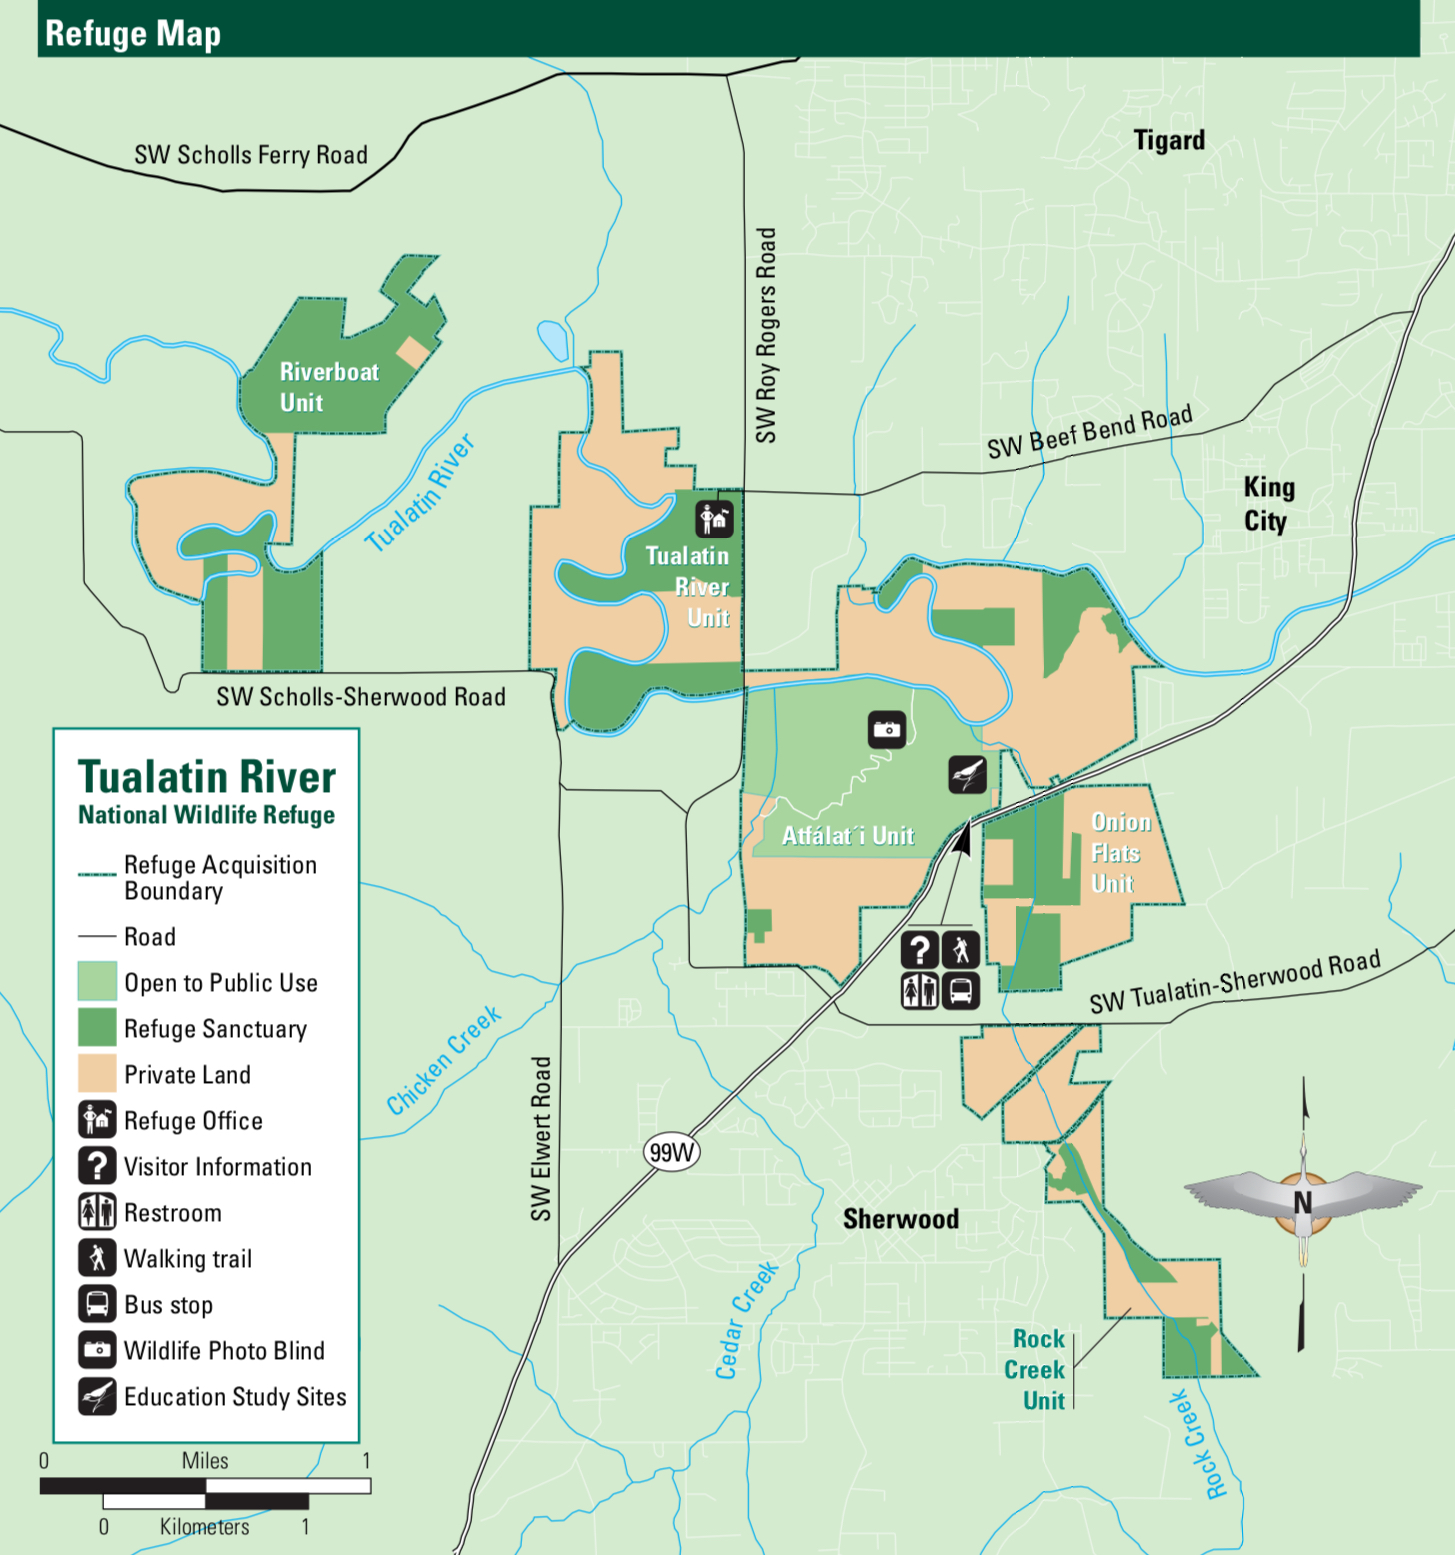 Refuge Map
Tigard
SW Scholls Ferry Road
SW Roy Rogers Road
Riverboat
Unit
SW Beef Bend Road
King
City
Tualatin River
Tualatin
River
Unit
SW Scholls-Sherwood Road
Atfálat´i Unit
Onion
Flats
Unit
?
SW Tualatin-Sherwood Road
Chicken Creek
SW Elwert Road
99W
Sherwood
N
Cedar Creek
Rock
Creek
Unit
Rock Creek
Tualatin River
National Wildlife Refuge
Refuge Acquisition
Boundary
Road
Open to Public Use
Refuge Sanctuary
Private Land
Refuge Office
? Visitor Information
Restroom
Walking trail
Bus stop
Wildlife Photo Blind
Education Study Sites
0 Miles 1
0 Kilometers 1